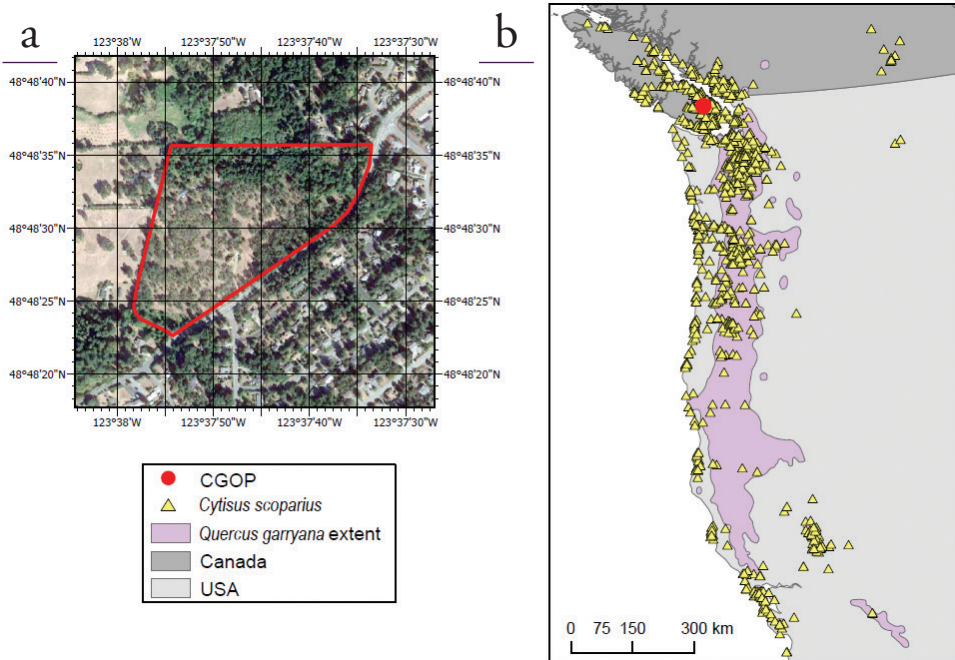 a
123°38'W 123°37'50"W 123°37'40"W 123°37'30"W
48°48'40"N 48°48'40"N
48°48'35"N 48°48'35"N
48°48'30"N 48°48'30"N
48°48'25"N 48°48'25"N
48°48'20"N 48°48'20"N
123°38'W 123°37'50"W 123°37'40"W 123°37'30"W
CGOP
Cytisus scoparius
Quercus garryana extent
Canada
USA
b
0 75 150 300 km